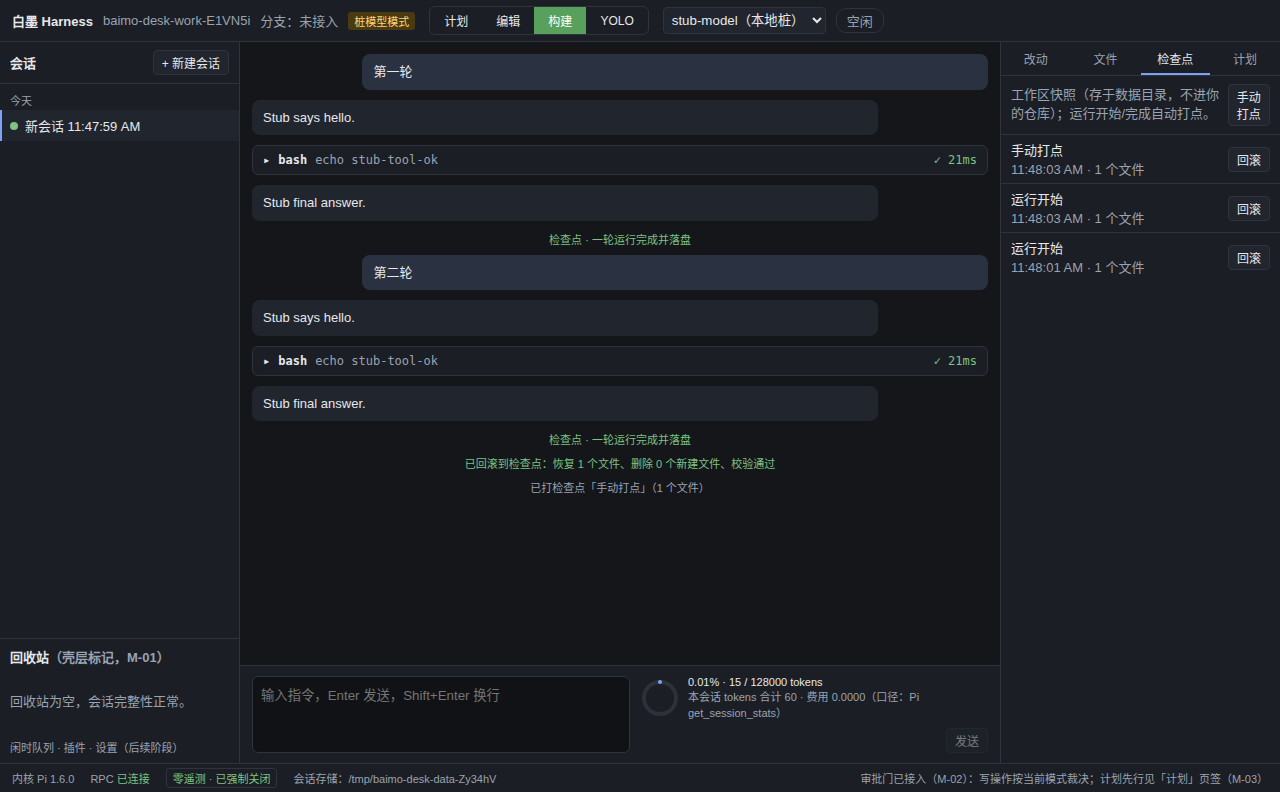 白墨 Harness baimo-desk-work-E1VN5i 分支：未接入 桩模型模式 计划 编辑 构建 YOLO stub-model（本地桩） 空闲
会话 + 新建会话
今天
新会话 11:47:59 AM
回收站（壳层标记，M-01）
回收站为空，会话完整性正常。
闲时队列 · 插件 · 设置（后续阶段）
第一轮
Stub says hello.
▸ bash echo stub-tool-ok ✓ 21ms
Stub final answer.
检查点 · 一轮运行完成并落盘
第二轮
Stub says hello.
▸ bash echo stub-tool-ok ✓ 21ms
Stub final answer.
检查点 · 一轮运行完成并落盘
已回滚到检查点：恢复 1 个文件、删除 0 个新建文件、校验通过
已打检查点「手动打点」（1 个文件）
输入指令，Enter 发送，Shift+Enter 换行
0.01% · 15 / 128000 tokens
本会话 tokens 合计 60 · 费用 0.0000（口径：Pi
get_session_stats）
发送
改动 文件 检查点 计划
工作区快照（存于数据目录，不进你
的仓库）；运行开始/完成自动打点。
手动
打点
手动打点
11:48:03 AM · 1 个文件
回滚
运行开始
11:48:03 AM · 1 个文件
回滚
运行开始
11:48:01 AM · 1 个文件
回滚
内核 Pi 1.6.0 RPC 已连接 零遥测 · 已强制关闭 会话存储：/tmp/baimo-desk-data-Zy34hV 审批门已接入（M-02）：写操作按当前模式裁决；计划先行见「计划」页签（M-03）